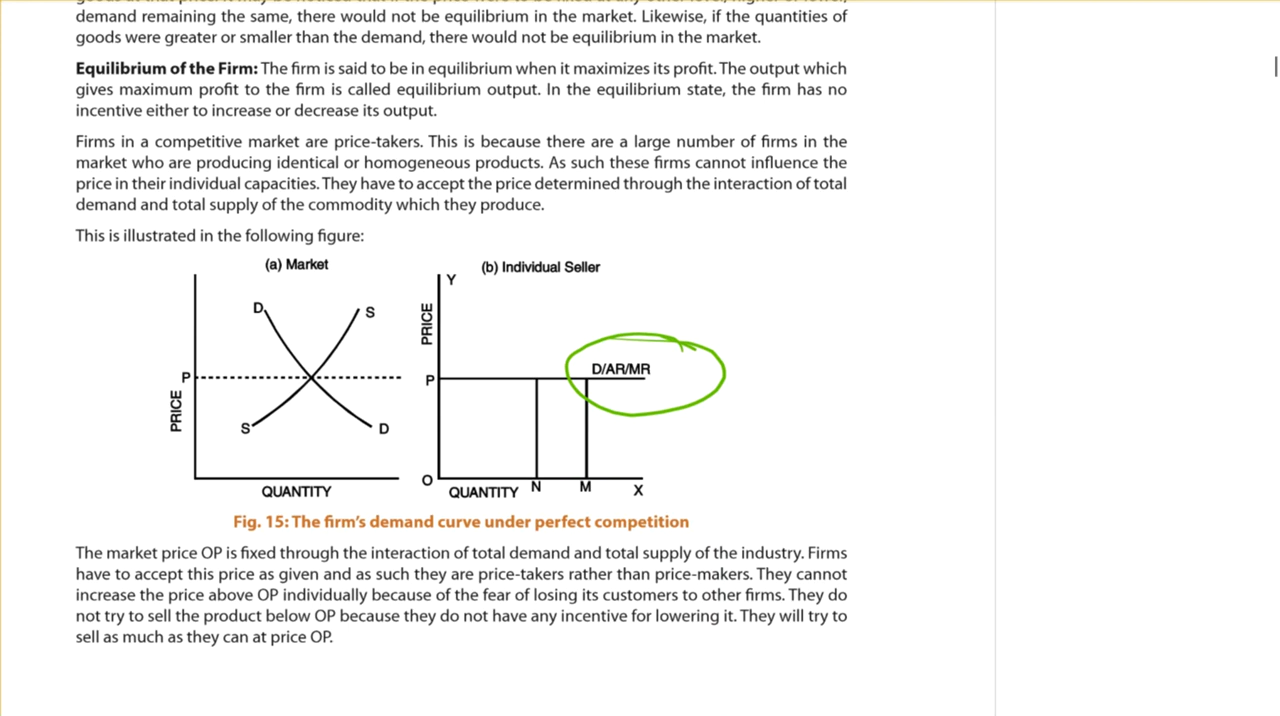 demand remaining the same, there would not be equilibrium in the market. Likewise, if the quantities of
goods were greater or smaller than the demand, there would not be equilibrium in the market.
Equilibrium of the Firm: The firm is said to be in equilibrium when it maximizes its profit. The output which
gives maximum profit to the firm is called equilibrium output. In the equilibrium state, the firm has no
incentive either to increase or decrease its output.
Firms in a competitive market are price-takers. This is because there are a large number of firms in the
market who are producing identical or homogeneous products. As such these firms cannot influence the
price in their individual capacities. They have to accept the price determined through the interaction of total
demand and total supply of the commodity which they produce.
This is illustrated in the following figure:
(a) Market
D
S
P
PRICE
S
D
QUANTITY
(b) Individual Seller
Y
PRICE
D/AR/MR
P
O
QUANTITY
N
M
X
Fig. 15: The firm's demand curve under perfect competition
The market price OP is fixed through the interaction of total demand and total supply of the industry. Firms
have to accept this price as given and as such they are price-takers rather than price-makers. They cannot
increase the price above OP individually because of the fear of losing its customers to other firms. They do
not try to sell the product below OP because they do not have any incentive for lowering it. They will try to
sell as much as they can at price OP.